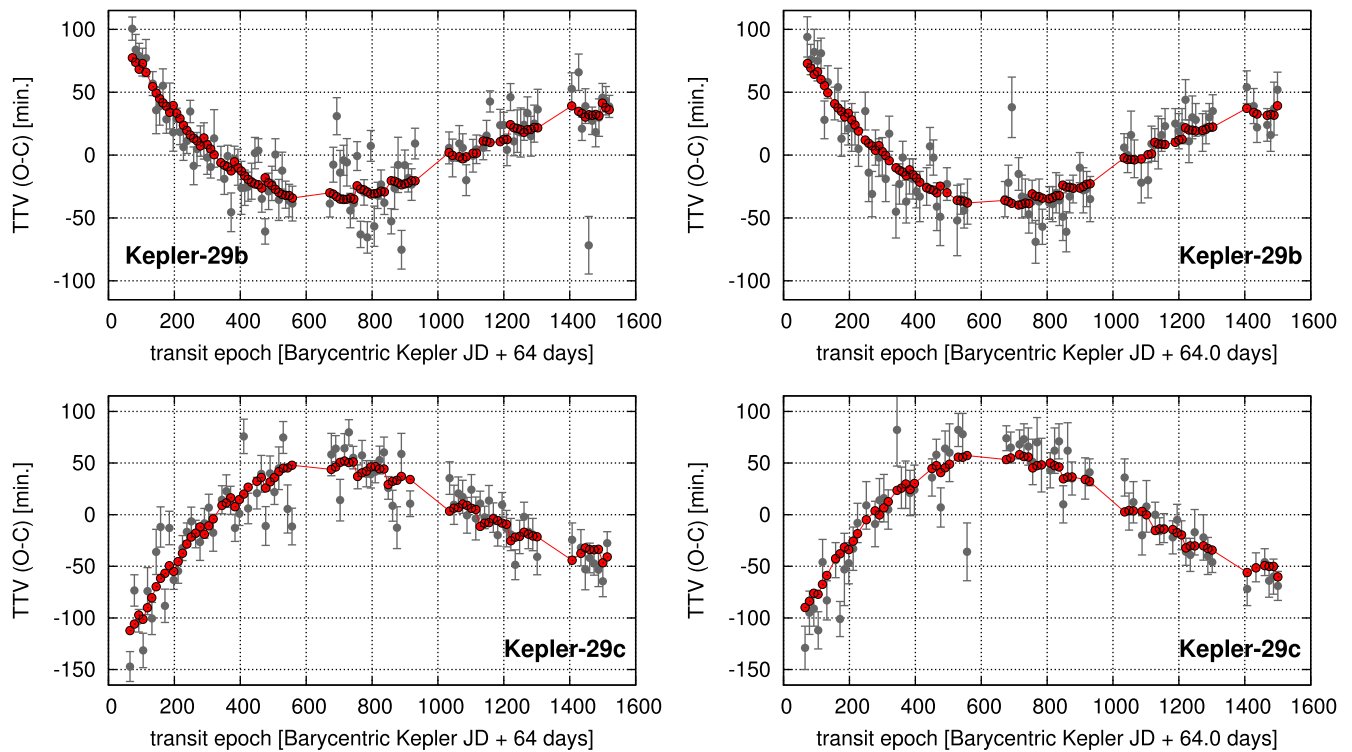 TTV (O-C) [min.]
100
50
0
-50
-100
Kepler-29b
0 200 400 600 800 1000 1200 1400 1600
transit epoch [Barycentric Kepler JD + 64 days]
TTV (O-C) [min.]
100
50
0
-50
-100
Kepler-29b
0 200 400 600 800 1000 1200 1400 1600
transit epoch [Barycentric Kepler JD + 64.0 days]
TTV (O-C) [min.]
100
50
0
-50
-100
-150
Kepler-29c
0 200 400 600 800 1000 1200 1400 1600
transit epoch [Barycentric Kepler JD + 64 days]
TTV (O-C) [min.]
100
50
0
-50
-100
-150
Kepler-29c
0 200 400 600 800 1000 1200 1400 1600
transit epoch [Barycentric Kepler JD + 64.0 days]